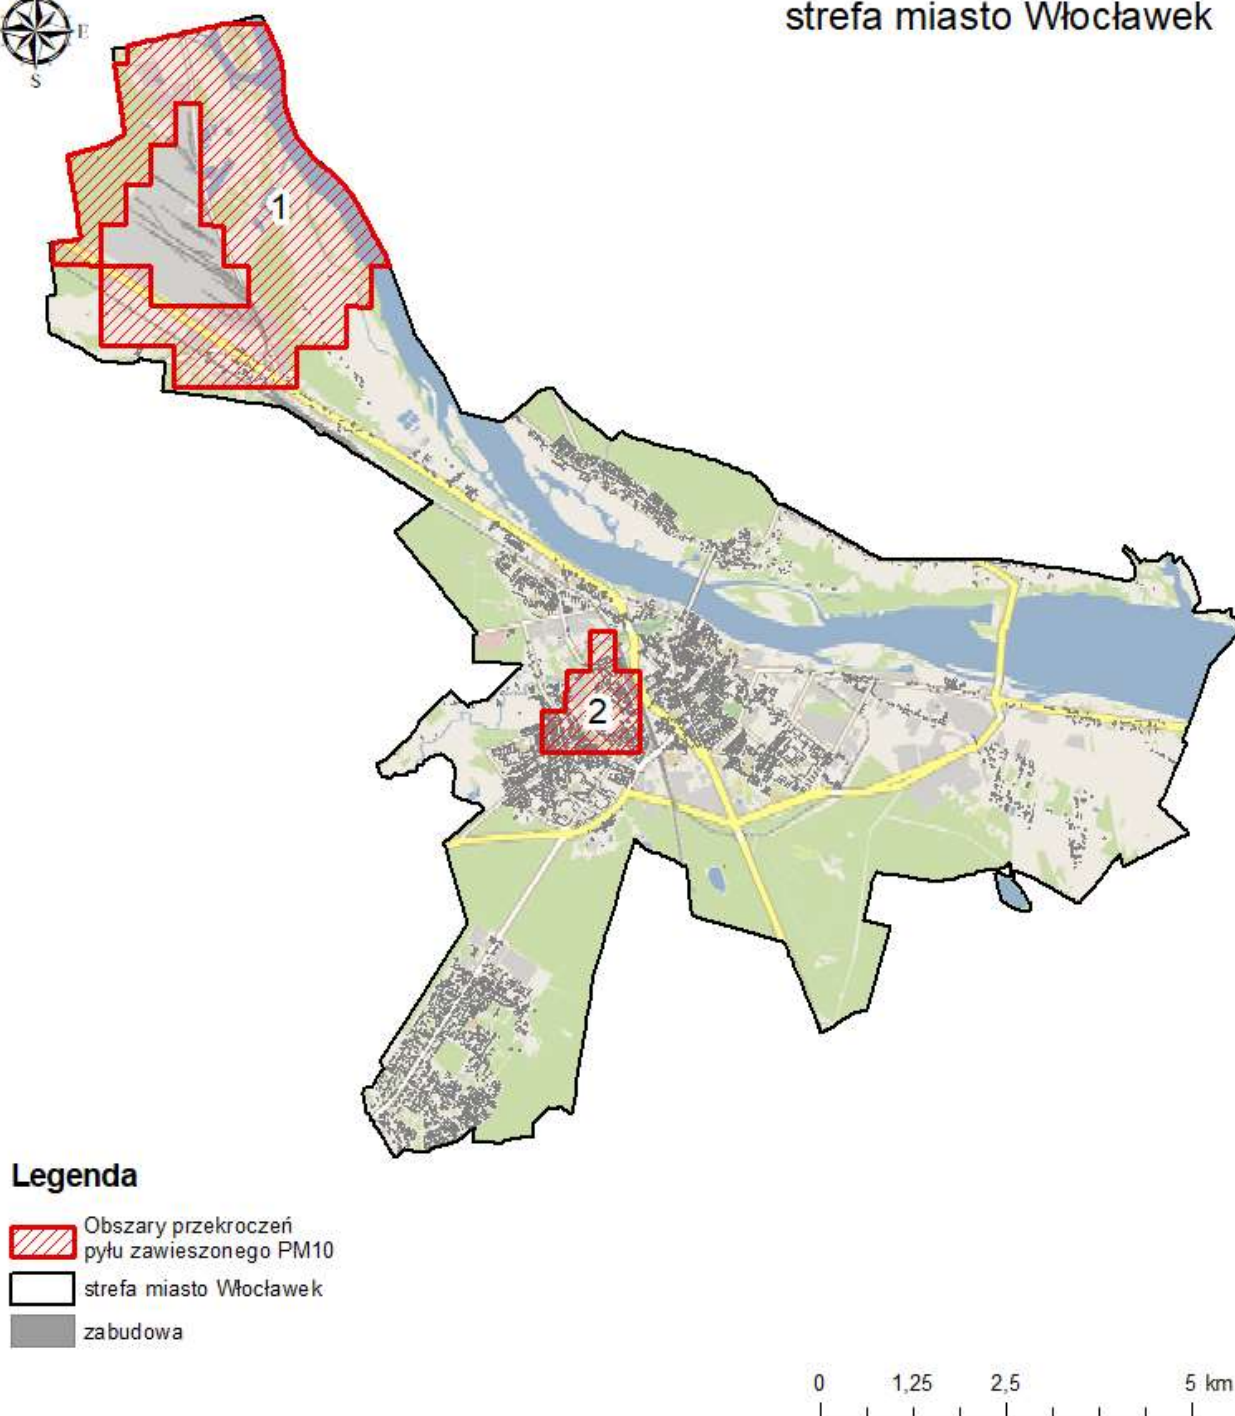 strefa miasto Włocławek
E
S
1
2
Legenda
Obszary przekroczeń
pyłu zawieszonego PM10
strefa miasto Włocławek
zabudowa
0 1,25 2,5 5 km